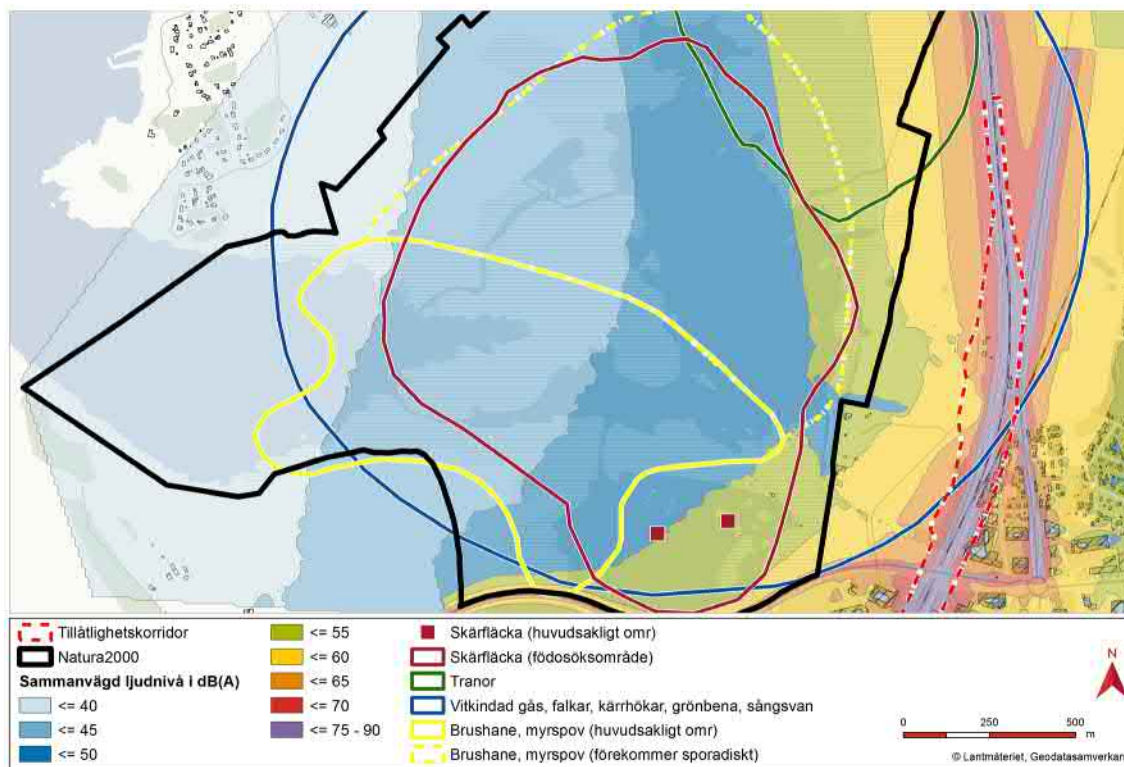 Tillåtlighetskorridor
Natura2000
Sammanvägd ljudnivå i dB(A)
<= 40
<= 45
<= 50
<= 55
<= 60
<= 65
<= 70
<= 75 - 90
Skärfläcka (huvudsakligt omr)
Skärfläcka (födosöksområde)
Tranor
Vitkindad gås, falkar, kärrhökar, grönbena, sångsvan
Brushane, myrspov (huvudsakligt omr)
Brushane, myrspov (förekommer sporadiskt)
N
0 250 500
m
© Lantmäteriet, Geodatasamverkan